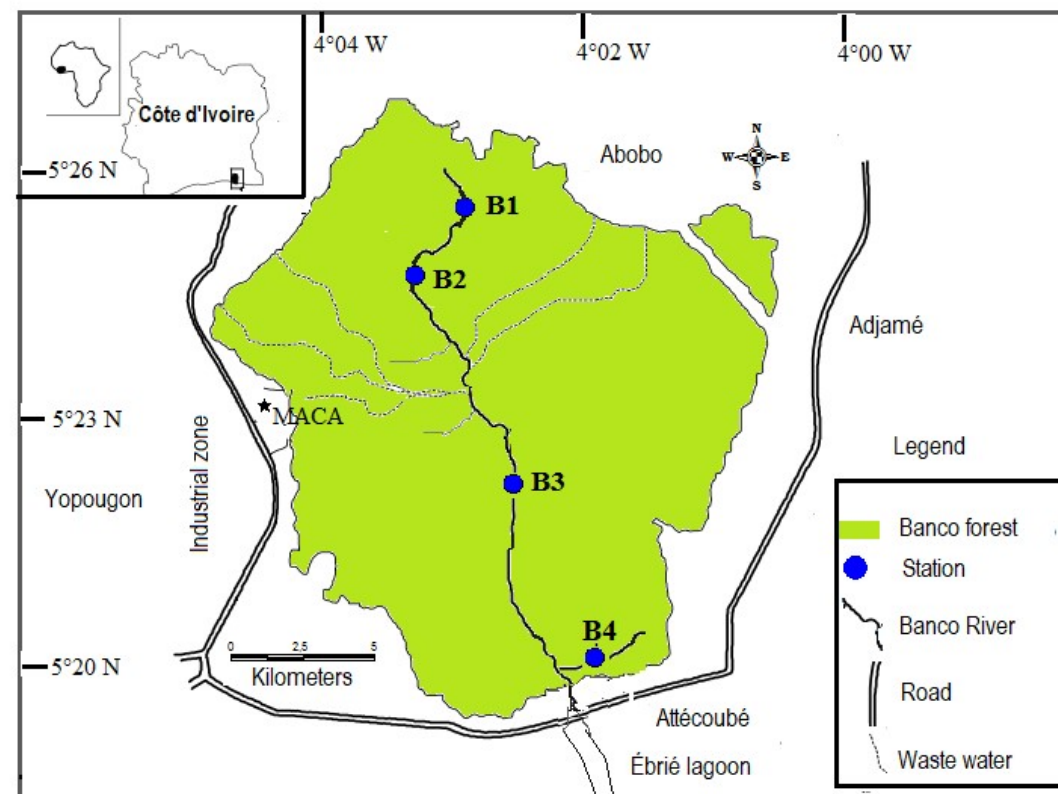 4°04 W
4°02 W
4°00 W
Côte d'Ivoire
5°26 N
Abobo
N
W E
S
B1
B2
Adjamé
5°23 N
MACA
Legend
Yopougon
Industrial zone
B3
Banco forest
Station
B4
Banco River
5°20 N
0 2,5 5
Kilometers
Road
Attécoubé
Waste water
Ébrié lagoon